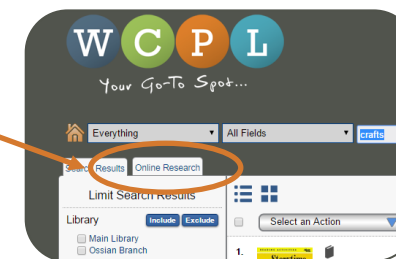 W C P L
Your Go-To Spot...
Everything All Fields crafts
Search Results Online Research
Limit Search Results
Library Include Exclude
Select an Action
Main Library
Ossian Branch
1.
Storytime